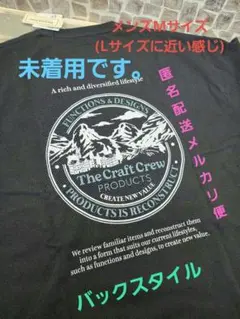 メンズMサイズ
(Lサイズに近い感じ)
未着用です。
匿名配送メルカリ便
A rich and diversified lifestyle
FUNCTIONS & DESIGNS
The Craft Crew
PRODUCTS
CREATE NEW VALUE
PRODUCTS IS RECONSTRUCT
We review familiar items and reconstruct them
into a form that suits our current lifestyles,
such as functions and designs, to create new value.
バックスタイル